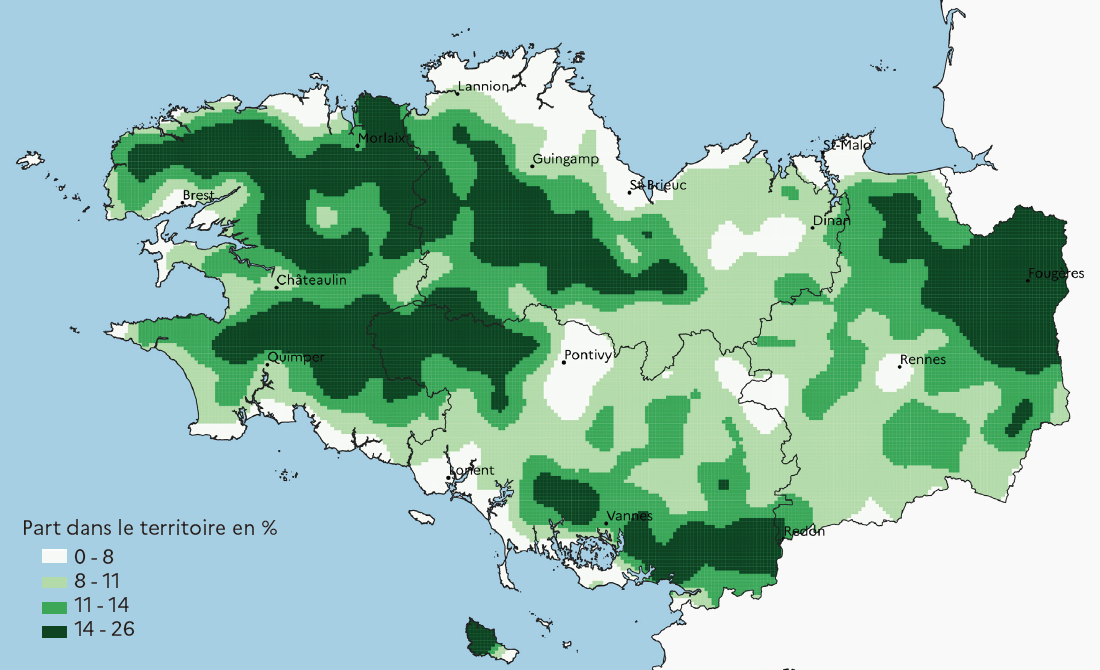 Lannion
Morlaix
St-Malo
Guingamp
St-Brieuc
Brest
Dinan
Fougères
Châteaulin
Quimper
Pontivy
Rennes
Lorient
Vannes
Redon
Part dans le territoire en %
0 - 8
8 - 11
11 - 14
14 - 26